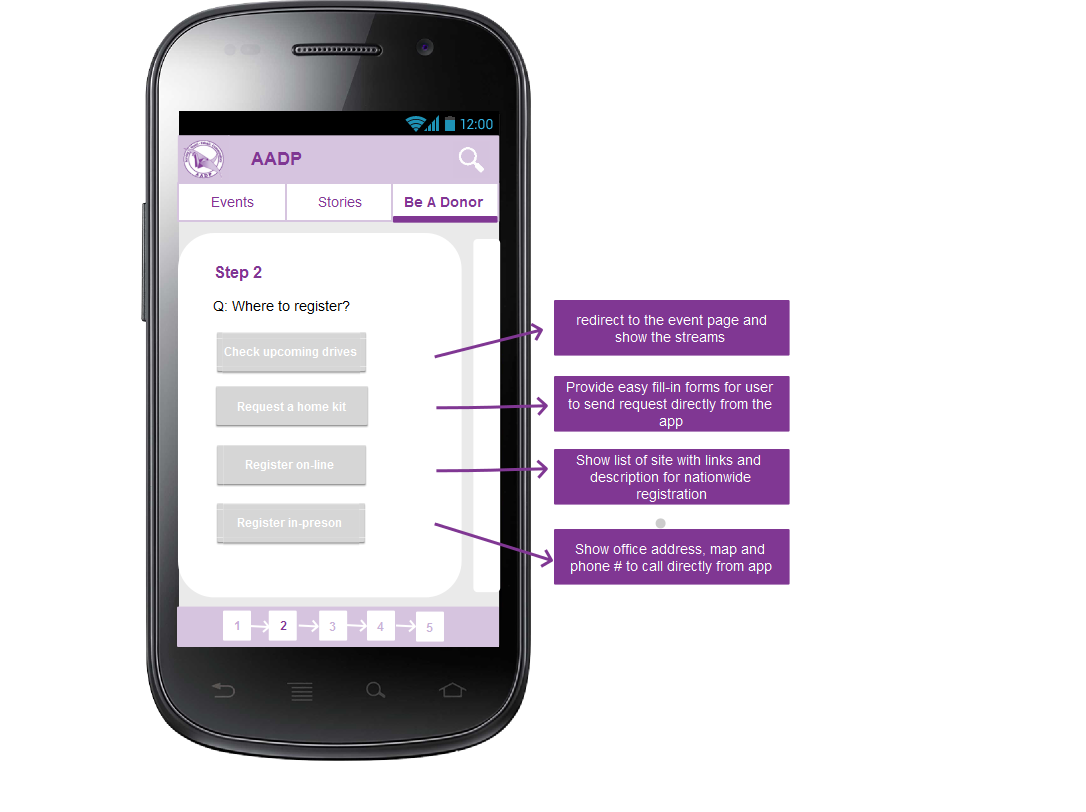 12:00
AADP
Events
Stories
Be A Donor
Step 2
Q: Where to register?
Check upcoming drives
Request a home kit
Register on-line
Register in-preson
1
2
3
4
5
redirect to the event page and
show the streams
Provide easy fill-in forms for user
to send request directly from the
app
Show list of site with links and
description for nationwide
registration
Show office address, map and
phone # to call directly from app